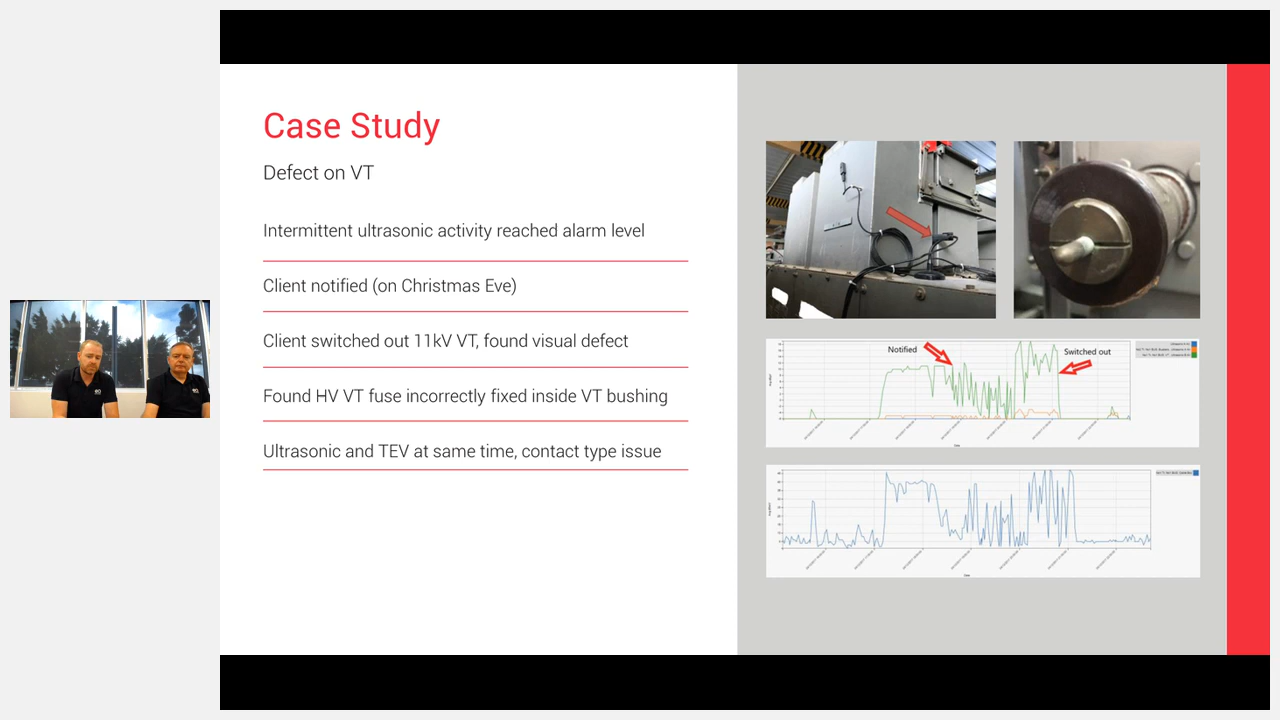 Case Study
Defect on VT
Intermittent ultrasonic activity reached alarm level
Client notified (on Christmas Eve)
Client switched out 11kV VT, found visual defect
Found HV VT fuse incorrectly fixed inside VT bushing
Ultrasonic and TEV at same time, contact type issue
Notified
Switched out